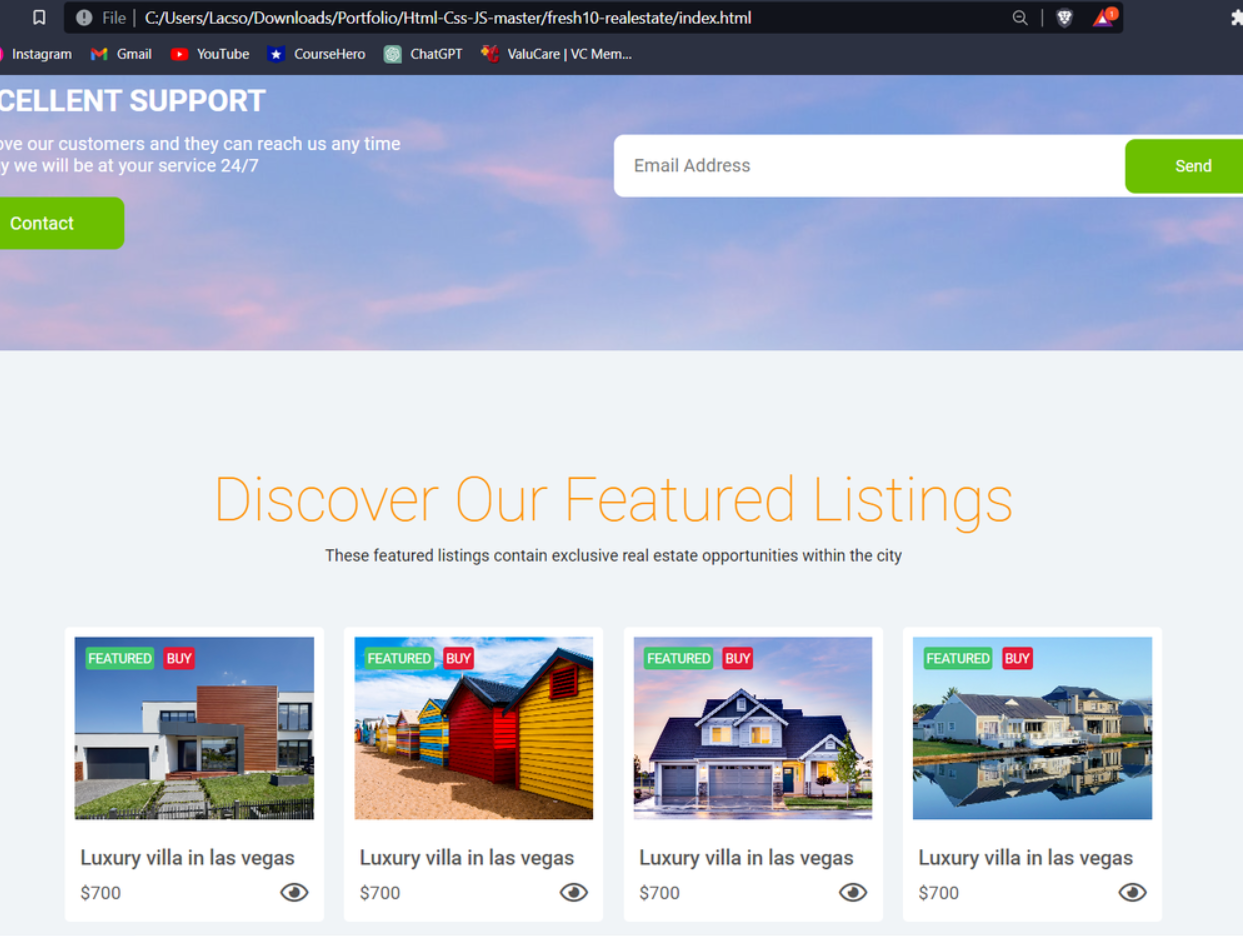 File | C:/Users/Lacso/Downloads/Portfolio/Html-Css-JS-master/fresh10-realestate/index.html
1
Instagram Gmail YouTube CourseHero ChatGPT ValuCare | VC Mem...
CELLENT SUPPORT
ove our customers and they can reach us any time
y we will be at your service 24/7
Email Address
Send
Contact
Discover Our Featured Listings
These featured listings contain exclusive real estate opportunities within the city
FEATURED BUY
FEATURED BUY
FEATURED BUY
FEATURED BUY
Luxury villa in las vegas
$700
Luxury villa in las vegas
$700
Luxury villa in las vegas
$700
Luxury villa in las vegas
$700